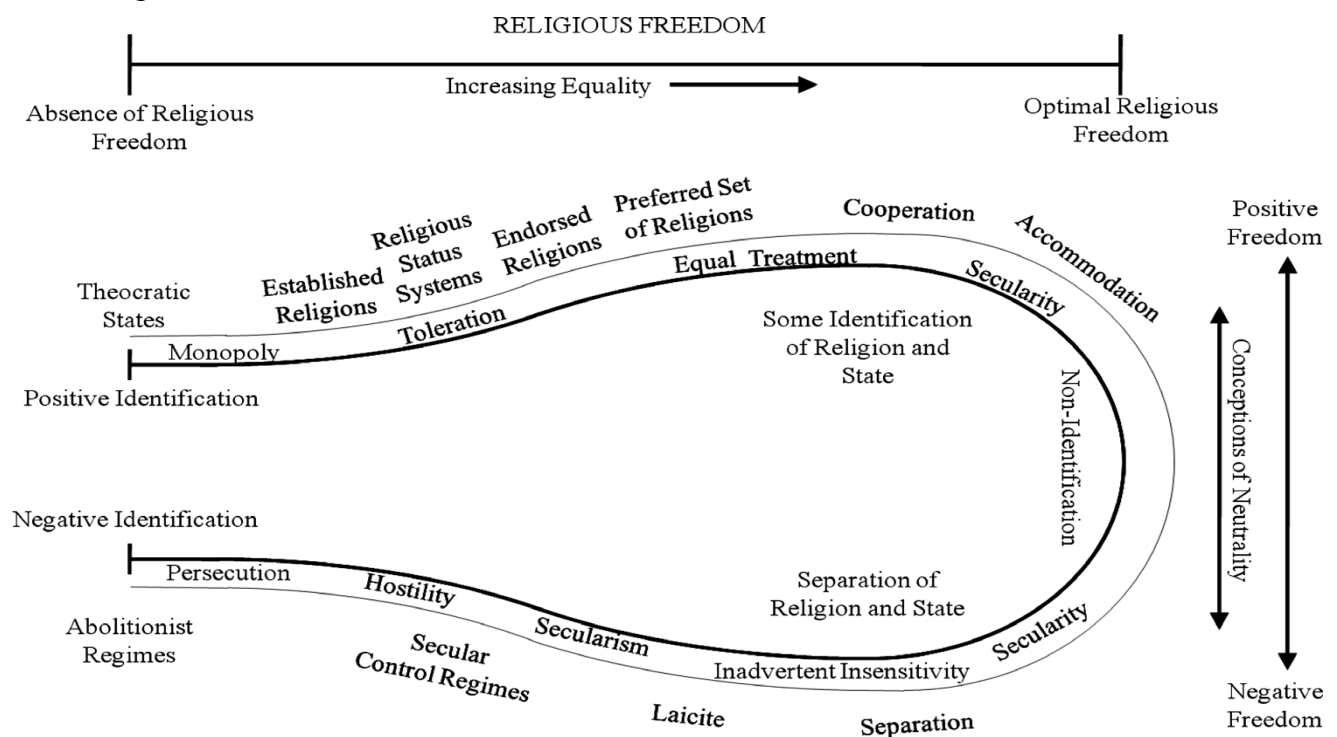 RELIGIOUS FREEDOM
Increasing Equality
Absence of Religious
Freedom
Optimal Religious
Freedom
Theocratic
States
Established
Religions
Religious
Status
Systems
Endorsed
Religions
Preferred Set
of Religions
Cooperation
Accommodation
Positive
Freedom
Monopoly
Toleration
Equal Treatment
Secularity
Positive Identification
Some Identification
of Religion and
State
Non-Identification
Conceptions of Neutrality
Negative Identification
Separation of
Religion and State
Persecution
Hostility
Secularism
Inadvertent Insensitivity
Secularity
Abolitionist
Regimes
Secular
Control Regimes
Laicite
Separation
Negative
Freedom